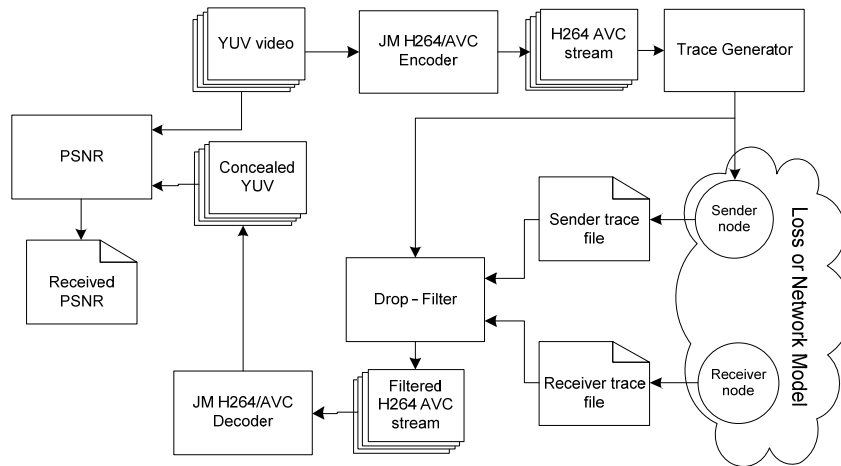 YUV video
JM H264/AVC
Encoder
H264 AVC
stream
Trace Generator
PSNR
Concealed
YUV
Received
PSNR
Sender trace
file
Sender
node
Loss or Network Model
Drop – Filter
Receiver trace
file
Receiver
node
JM H264/AVC
Decoder
Filtered
H264 AVC
stream